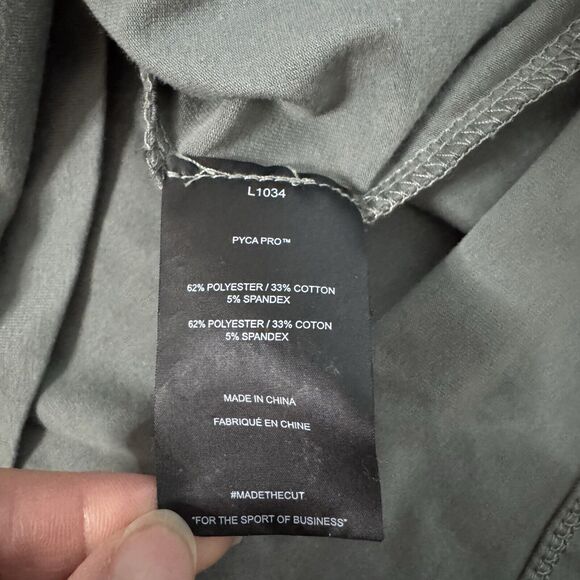 L1034
PYCA PRO™
62% POLYESTER / 33% COTTON
5% SPANDEX
62% POLYESTER / 33% COTON
5% SPANDEX
MADE IN CHINA
FABRIQUÉ EN CHINE
#MADETHECUT
"FOR THE SPORT OF BUSINESS"